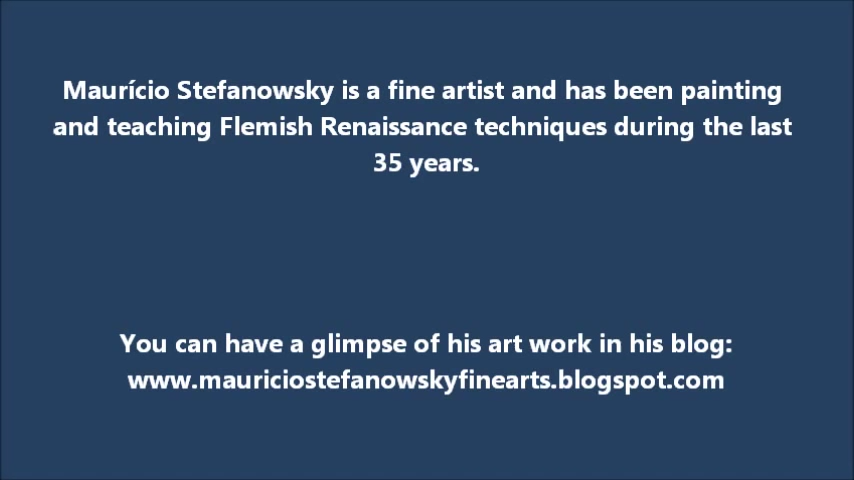 Maurício Stefanowsky is a fine artist and has been painting
and teaching Flemish Renaissance techniques during the last
35 years.
You can have a glimpse of his art work in his blog:
www.mauriciostefanowskyfinearts.blogspot.com